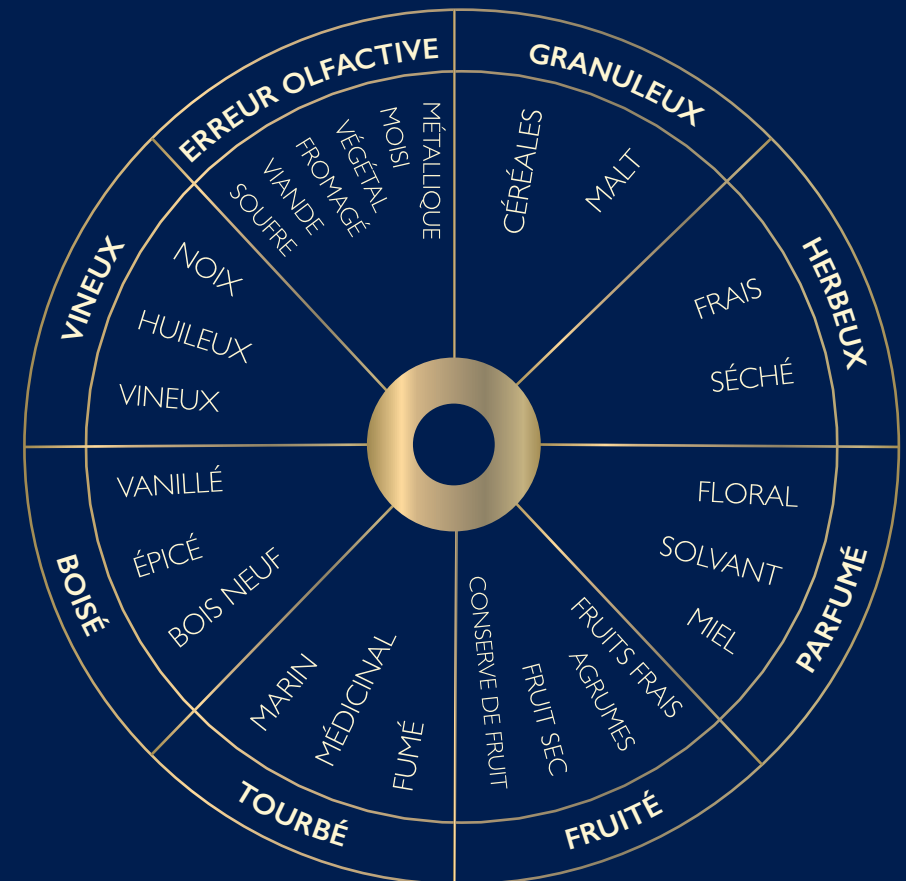 GRANULEUX
CÉRÉALES
MALT
HERBEUX
FRAIS
SÉCHÉ
PARFUMÉ
FLORAL
SOLVANT
MIEL
FRUITÉ
FRUITS FRAIS
AGRUMES
FRUIT SEC
CONSERVE DE FRUIT
TOURBÉ
FUMÉ
MÉDICINAL
MARIN
BOISÉ
BOIS NEUF
ÉPICÉ
VANILLÉ
VINEUX
VINEUX
HUILEUX
NOIX
ERREUR OLFACTIVE
SOUFRE
VIANDE
FROMAGÉ
VÉGÉTAL
MOISI
MÉTALLIQUE